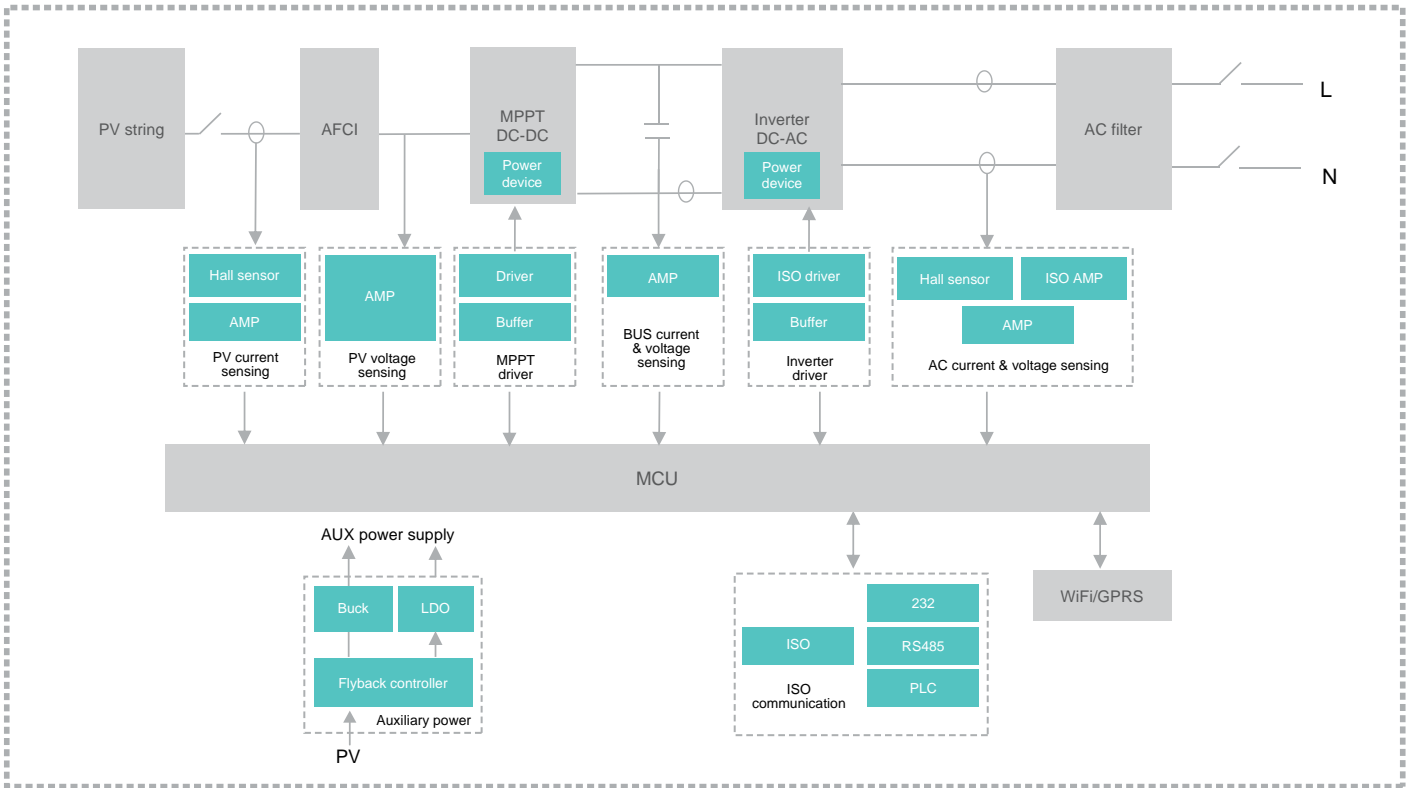 PV string
AFCI
MPPT
DC-DC
Power
device
Inverter
DC-AC
Power
device
AC filter
L
N
Hall sensor
AMP
PV current
sensing
AMP
PV voltage
sensing
Driver
Buffer
MPPT
driver
AMP
BUS current
& voltage
sensing
ISO driver
Buffer
Inverter
driver
Hall sensor
ISO AMP
AMP
AC current & voltage sensing
MCU
AUX power supply
Buck
LDO
Flyback controller
Auxiliary power
PV
ISO
ISO
communication
232
RS485
PLC
WiFi/GPRS